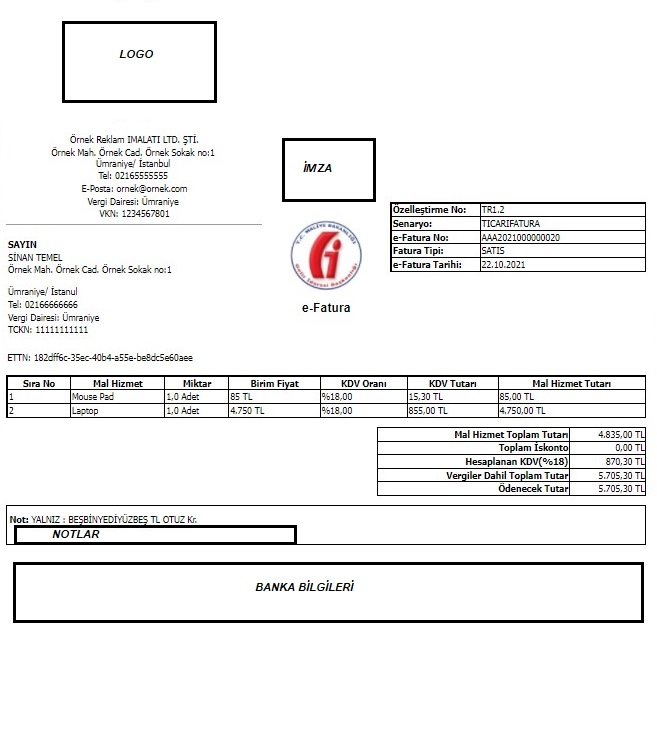 LOGO
Örnek Reklam IMALATI LTD. ŞTİ.
Örnek Mah. Örnek Cad. Örnek Sokak no:1
Ümraniye/ İstanbul
Tel: 02165555555
E-Posta: ornek@ornek.com
Vergi Dairesi: Ümraniye
VKN: 1234567801
İMZA
Özelleştirme No: TR1.2
Senaryo: TICARIFATURA
e-Fatura No: AAA2021000000020
Fatura Tipi: SATIS
e-Fatura Tarihi: 22.10.2021
SAYIN
SİNAN TEMEL
Örnek Mah. Örnek Cad. Örnek Sokak no:1
Ümraniye/ İstanul
Tel: 02166666666
Vergi Dairesi: Ümraniye
TCKN: 11111111111
T.C. MALİYE BAKANLIĞI
Gelir İdaresi Başkanlığı
e-Fatura
ETTN: 182dff6c-35ec-40b4-a55e-be8dc5e60aee
Sıra No Mal Hizmet Miktar Birim Fiyat KDV Oranı KDV Tutarı Mal Hizmet Tutarı
1 Mouse Pad 1,0 Adet 85 TL %18,00 15,30 TL 85,00 TL
2 Laptop 1,0 Adet 4.750 TL %18,00 855,00 TL 4.750,00 TL
Mal Hizmet Toplam Tutarı 4.835,00 TL
Toplam İskonto 0,00 TL
Hesaplanan KDV(%18) 870,30 TL
Vergiler Dahil Toplam Tutar 5.705,30 TL
Ödenecek Tutar 5.705,30 TL
Not: YALNIZ : BEŞBİNYEDİYÜZBEŞ TL OTUZ Kr.
NOTLAR
BANKA BİLGİLERİ